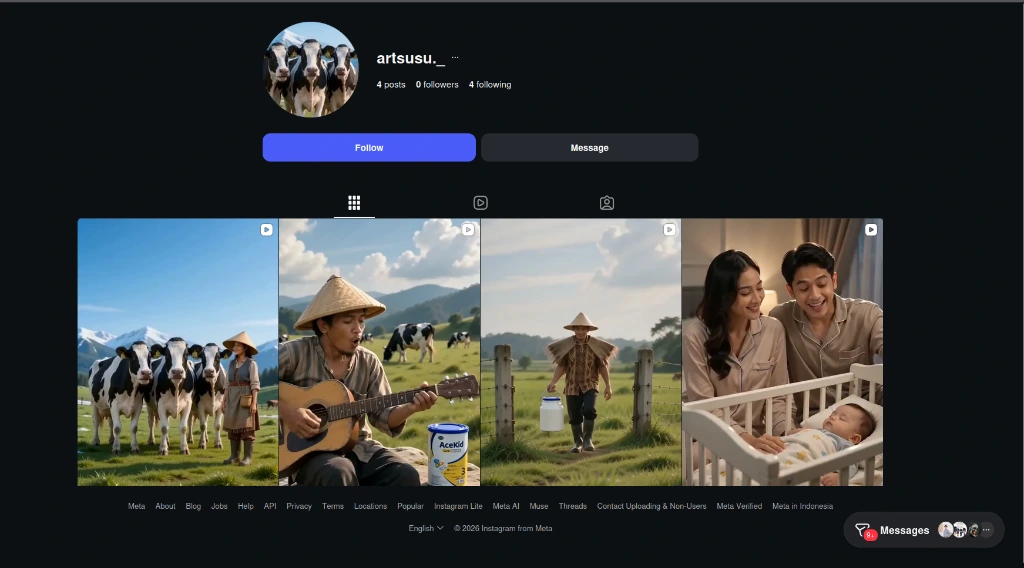 artsusu._ ...
4 posts 0 followers 4 following
Follow Message
AceKid
Meta About Blog Jobs Help API Privacy Terms Locations Popular Instagram Lite Meta AI Muse Threads Contact Uploading & Non-Users Meta Verified Meta in Indonesia
English © 2026 Instagram from Meta
Messages